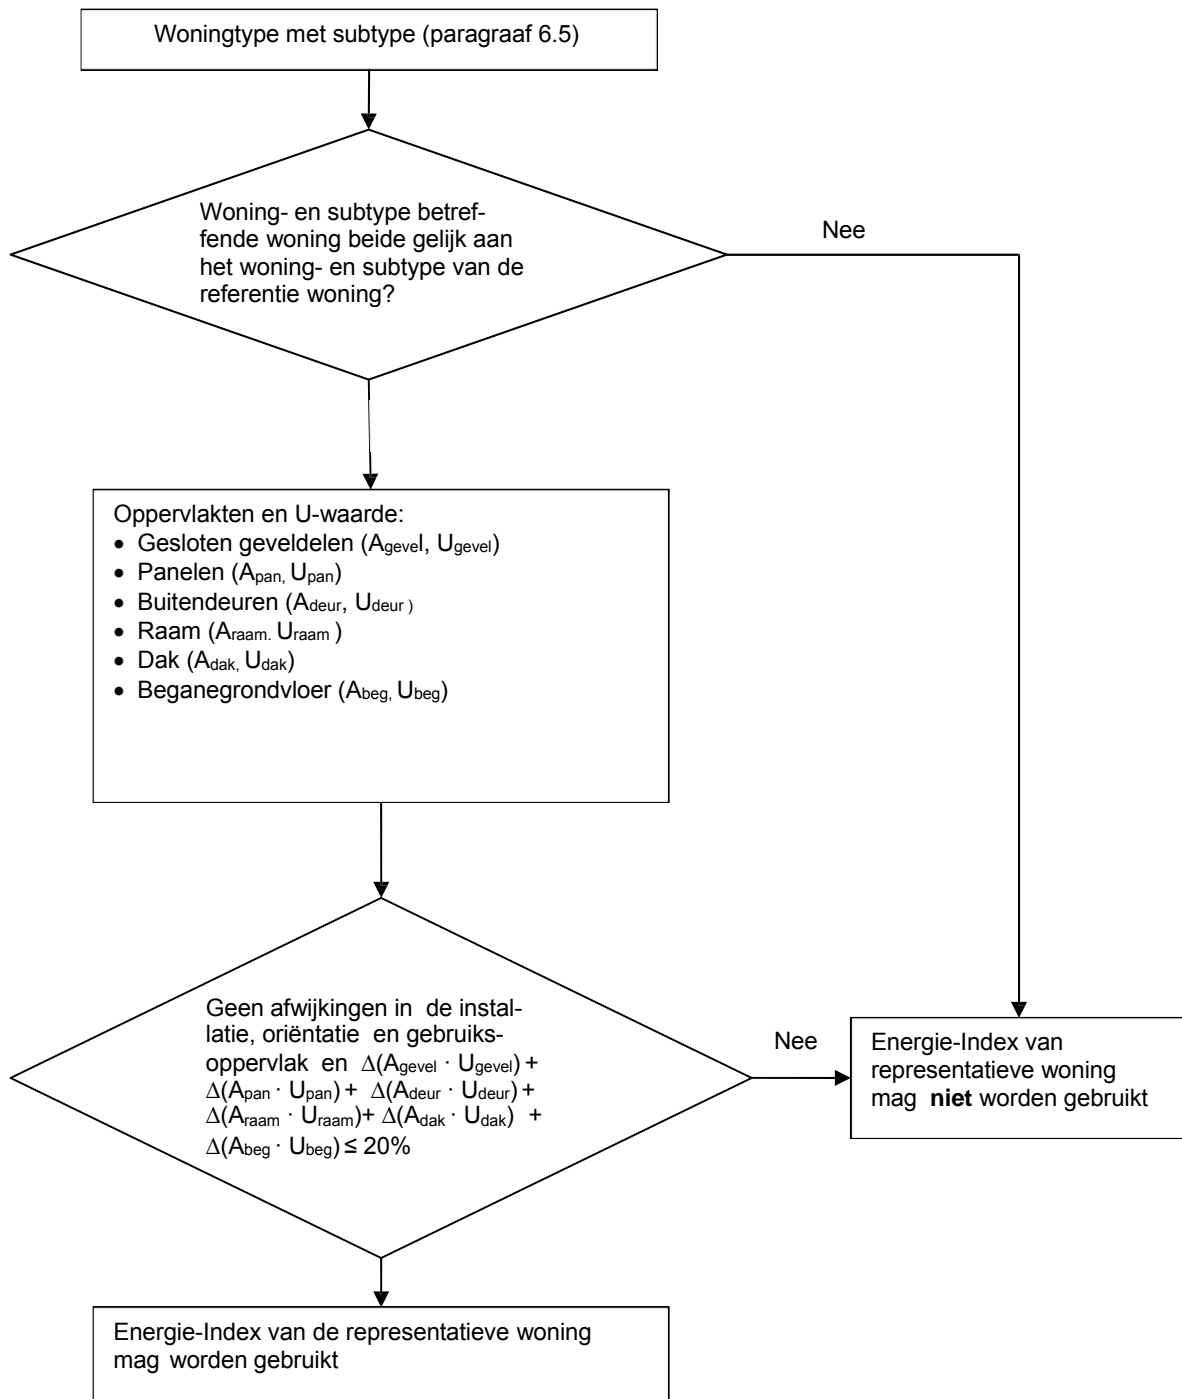 Woningtype met subtype (paragraaf 6.5)
Woning- en subtype betref-
fende woning beide gelijk aan
het woning- en subtype van de
referentie woning?
Nee
Oppervlakten en U-waarde:
• Gesloten geveldelen (Agevel, Ugevel)
• Panelen (Apan, Upan)
• Buitendeuren (Adeur, Udeur )
• Raam (Araam. Uraam )
• Dak (Adak, Udak)
• Beganegrondvloer (Abeg, Ubeg)
Geen afwijkingen in de instal-
latie, oriëntatie en gebruiks-
oppervlak en Δ(Agevel · Ugevel) +
Δ(Apan · Upan) + Δ(Adeur · Udeur) +
Δ(Araam · Uraam)+ Δ(Adak · Udak) +
Δ(Abeg · Ubeg) ≤ 20%
Nee
Energie-Index van
representatieve woning
mag niet worden gebruikt
Energie-Index van de representatieve woning
mag worden gebruikt